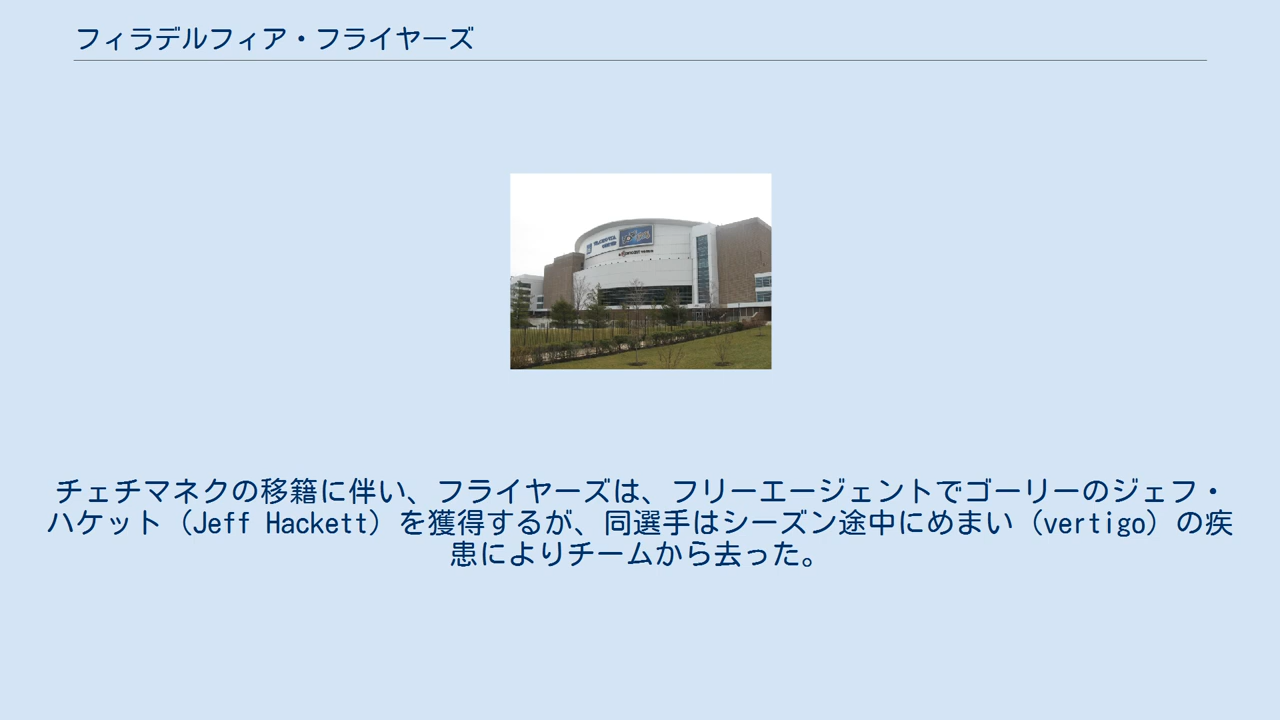 フィラデルフィア・フライヤーズ
チェチマネクの移籍に伴い、フライヤーズは、フリーエージェントでゴーリーのジェフ・
ハケット（Jeff Hackett）を獲得するが、同選手はシーズン途中にめまい（vertigo）の疾
患によりチームから去った。